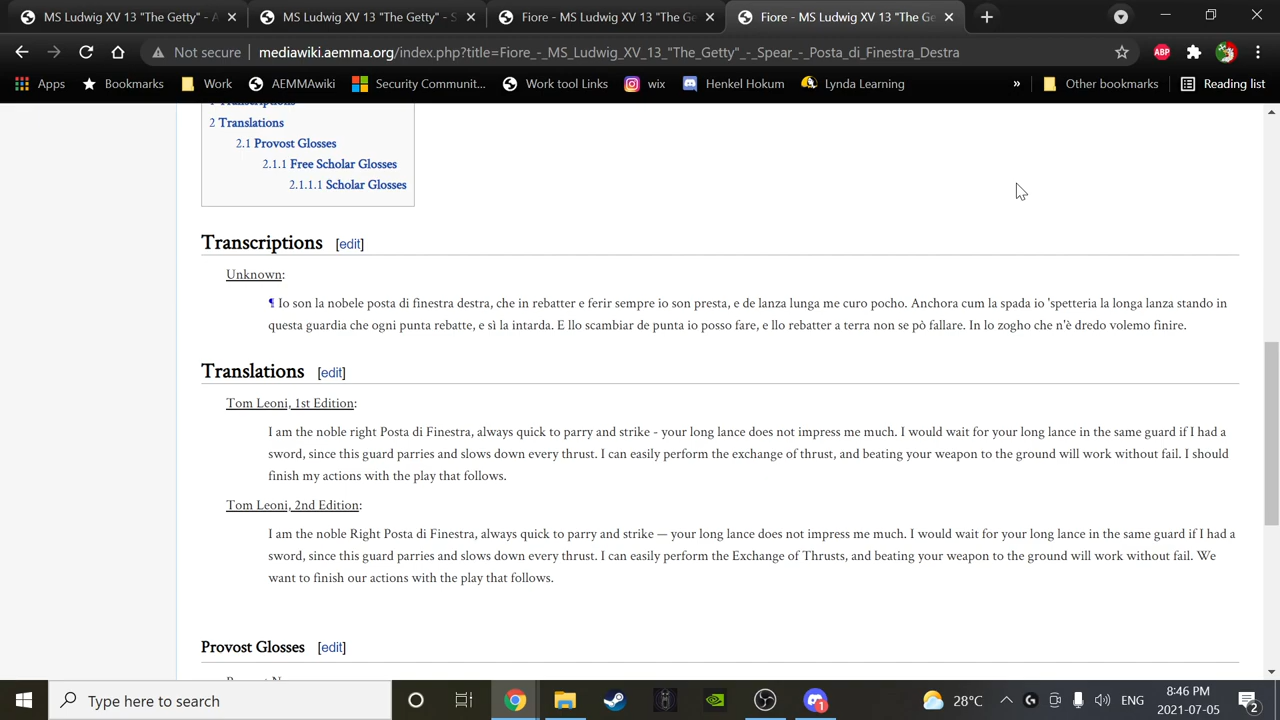 MS Ludwig XV 13 "The Getty" - A
MS Ludwig XV 13 "The Getty" - S
Fiore - MS Ludwig XV 13 "The Ge
Fiore - MS Ludwig XV 13 "The Ge
Not secure
mediawiki.aemma.org/index.php?title=Fiore_-_MS_Ludwig_XV_13_"The_Getty"_-_Spear_-_Posta_di_Finestra_Destra
ABP
Apps
Bookmarks
Work
AEMMAwiki
Security Communit...
Work tool Links
wix
Henkel Hokum
Lynda Learning
»
Other bookmarks
Reading list
1 Transcriptions
2 Translations
2.1 Provost Glosses
2.1.1 Free Scholar Glosses
2.1.1.1 Scholar Glosses
Transcriptions [edit]
Unknown:
¶ Io son la nobele posta di finestra destra, che in rebatter e ferir sempre io son presta, e de lanza lunga me curo pocho. Anchora cum la spada io 'spetteria la longa lanza stando in
questa guardia che ogni punta rebatte, e sì la intarda. E llo scambiar de punta io posso fare, e llo rebatter a terra non se pò fallare. In lo zogho che n'è dredo volemo finire.
Translations [edit]
Tom Leoni, 1st Edition:
I am the noble right Posta di Finestra, always quick to parry and strike - your long lance does not impress me much. I would wait for your long lance in the same guard if I had a
sword, since this guard parries and slows down every thrust. I can easily perform the exchange of thrust, and beating your weapon to the ground will work without fail. I should
finish my actions with the play that follows.
Tom Leoni, 2nd Edition:
I am the noble Right Posta di Finestra, always quick to parry and strike — your long lance does not impress me much. I would wait for your long lance in the same guard if I had a
sword, since this guard parries and slows down every thrust. I can easily perform the Exchange of Thrusts, and beating your weapon to the ground will work without fail. We
want to finish our actions with the play that follows.
Provost Glosses [edit]
Type here to search
1
28°C
ENG
8:46 PM
2021-07-05
2